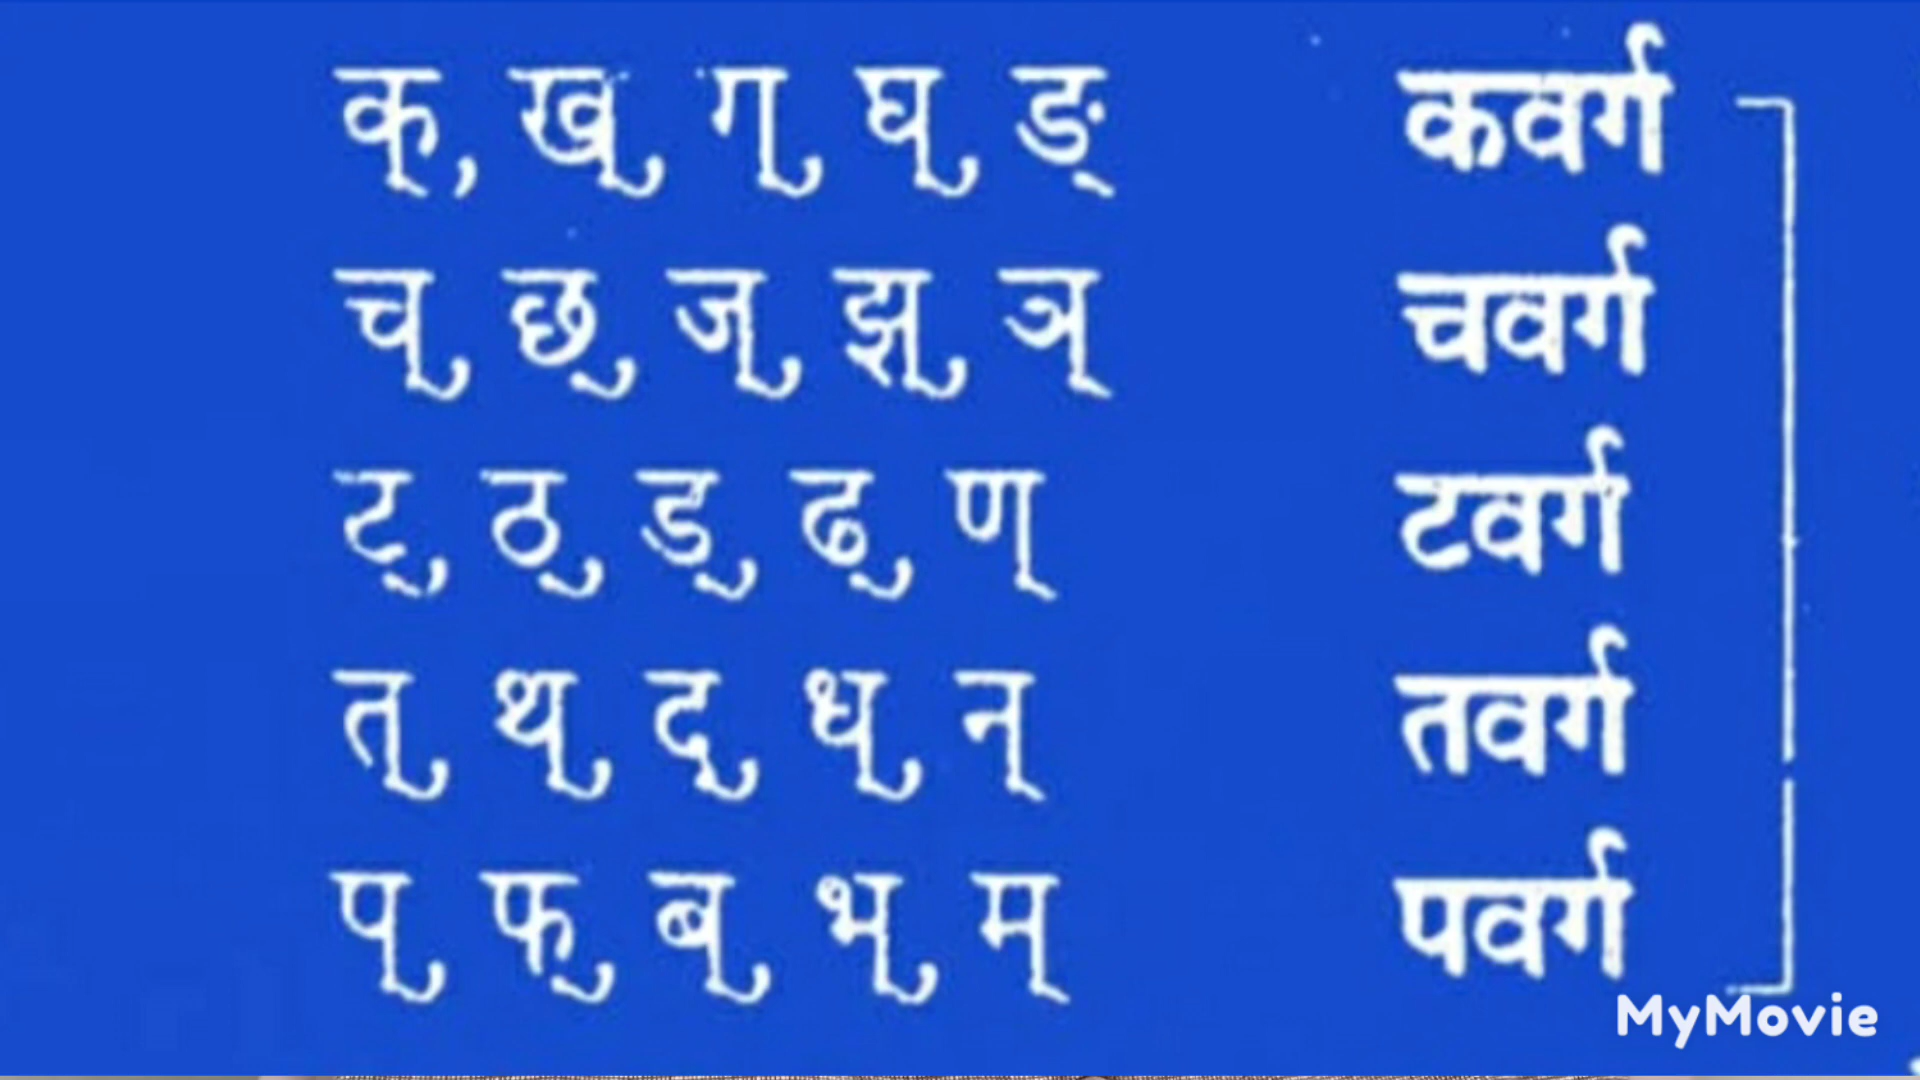 क्, ख्, ग्, घ्, ङ् कवर्ग
च्, छ्, ज्, झ्, ञ् चवर्ग
ट्, ठ्, ड्, ढ्, ण् टवर्ग
त्, थ्, द्, ध्, न् तवर्ग
प्, फ्, ब्, भ्, म् पवर्ग
MyMovie